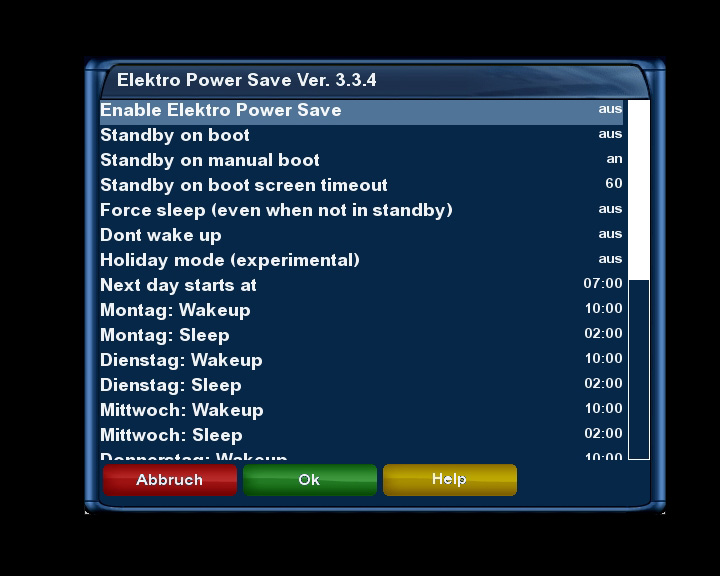 Elektro Power Save Ver. 3.3.4
Enable Elektro Power Save aus
Standby on boot aus
Standby on manual boot an
Standby on boot screen timeout 60
Force sleep (even when not in standby) aus
Dont wake up aus
Holiday mode (experimental) aus
Next day starts at 07:00
Montag: Wakeup 10:00
Montag: Sleep 02:00
Dienstag: Wakeup 10:00
Dienstag: Sleep 02:00
Mittwoch: Wakeup 10:00
Mittwoch: Sleep 02:00
Donnerstag: Wakeup 10:00
Abbruch Ok Help